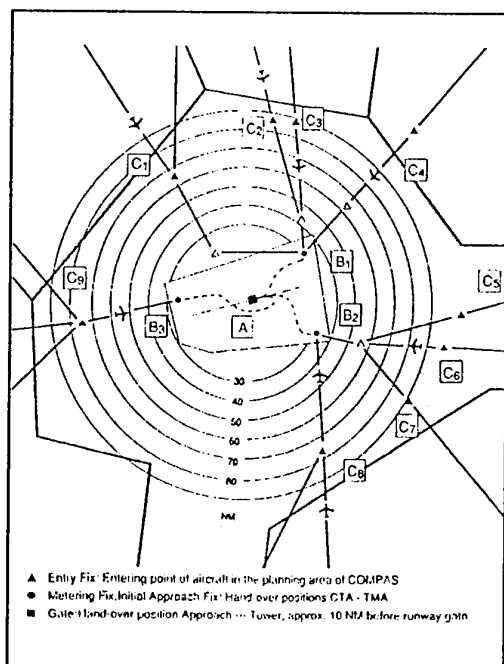 C2
C3
C1
C4
C9
B1
C5
B3
A
B2
C6
30
40
C7
50
60
70
C8
80
NM
▲ Entry Fix: Entering point of aircraft in the planning area of COMPAS
● Metering Fix, Initial Approach Fix: Hand-over positions CTA - TMA
■ Gate: Hand-over position Approach --- Tower, approx. 10 NM before runway gate